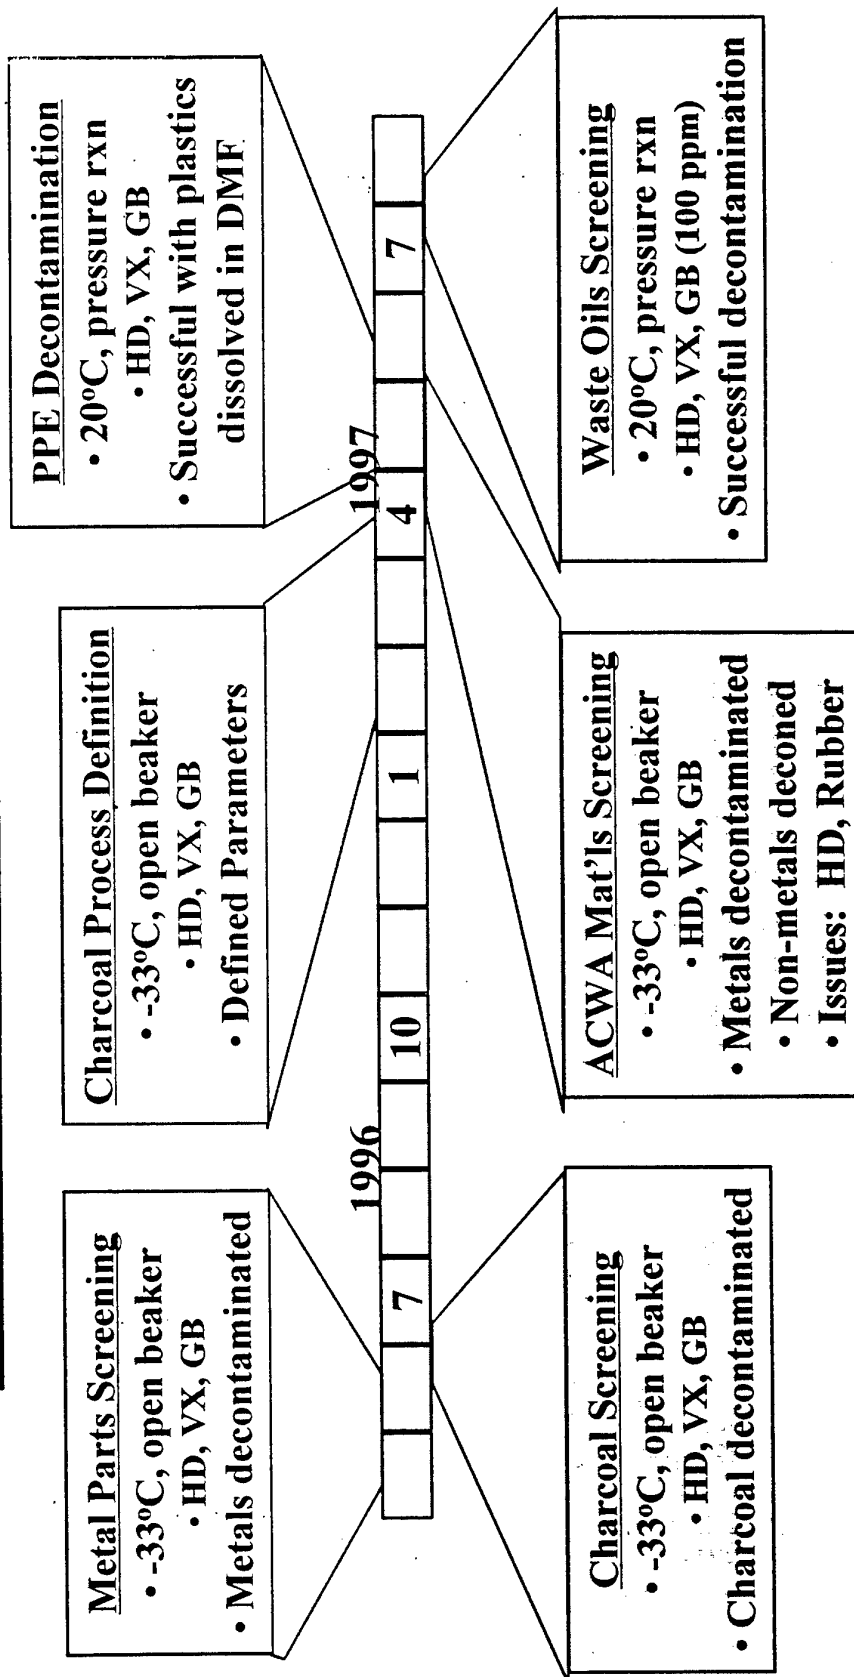 Metal Parts Screening
• -33ºC, open beaker
• HD, VX, GB
• Metals decontaminated
Charcoal Process Definition
• -33ºC, open beaker
• HD, VX, GB
• Defined Parameters
PPE Decontamination
• 20ºC, pressure rxn
• HD, VX, GB
• Successful with plastics
dissolved in DMF
1996
1997
7
10
1
4
7
Charcoal Screening
• -33ºC, open beaker
• HD, VX, GB
• Charcoal decontaminated
ACWA Mat'ls Screening
• -33ºC, open beaker
• HD, VX, GB
• Metals decontaminated
• Non-metals deconed
• Issues: HD, Rubber
Waste Oils Screening
• 20ºC, pressure rxn
• HD, VX, GB (100 ppm)
• Successful decontamination